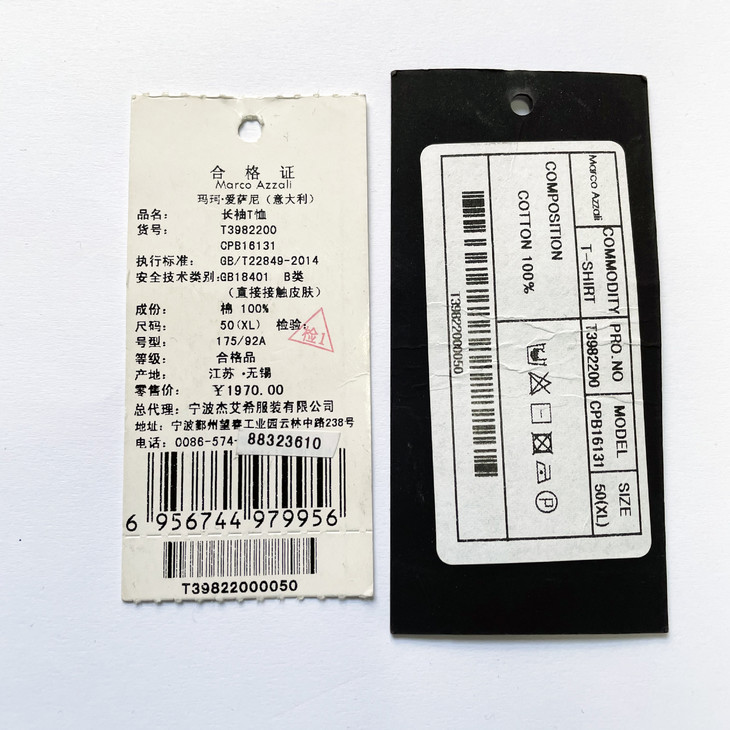 合格证
Marco Azzali
玛珂·爱萨尼（意大利）
品名： 长袖T恤
货号： T3982200
CPB16131
执行标准： GB/T22849-2014
安全技术类别:GB18401 B类
（直接接触皮肤）
成份： 棉 100%
尺码： 50(XL) 检验:
检1
号型： 175/92A
等级： 合格品
产地： 江苏·无锡
零售价： ¥1970.00
总代理：宁波杰艾希服装有限公司
地址：宁波鄞州望春工业园云林中路238号
电话：0086-574-88323610
6 956744 979956
T39822000050
Marco Azzali
COMMODITY PRO.NO MODEL SIZE
T-SHIRT T3982200 CPB16131 50(XL)
COMPOSITION
COTTON 100%
P
T39822000050